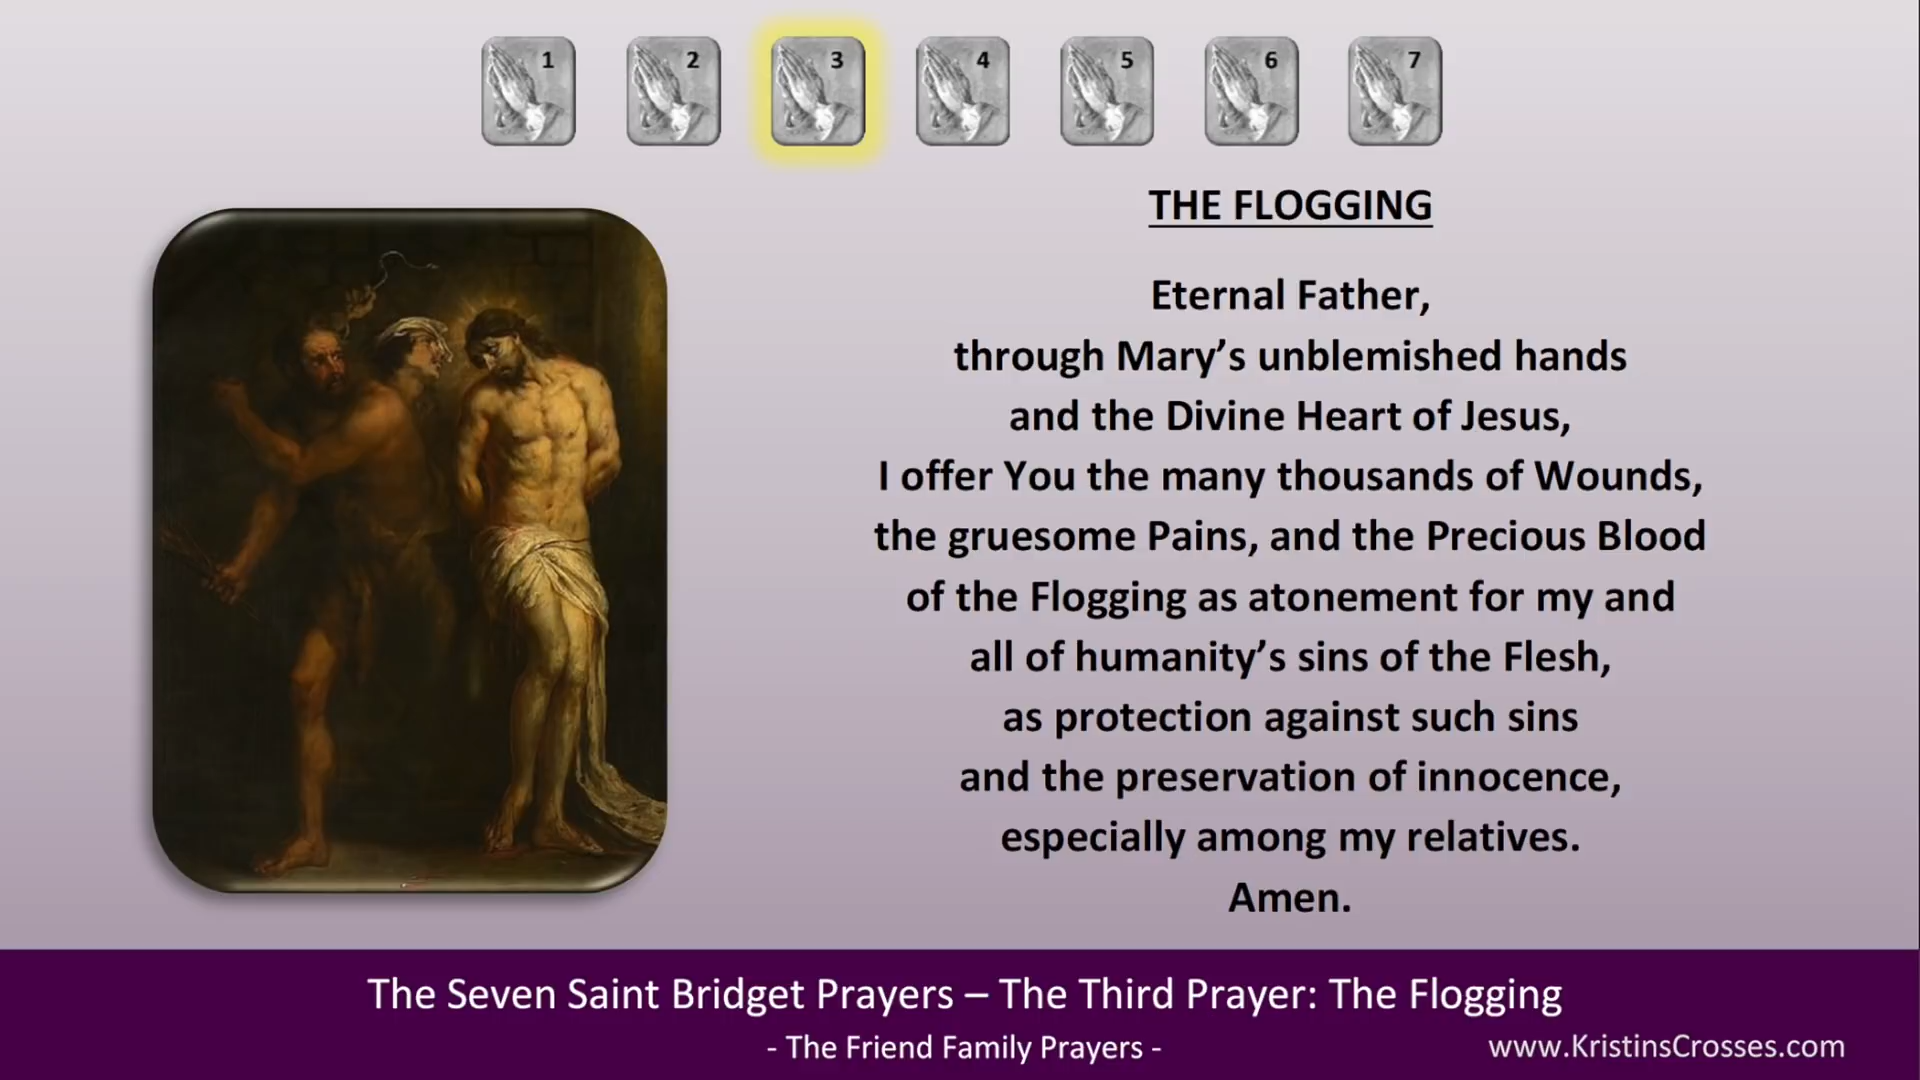 1 2 3 4 5 6 7
THE FLOGGING
Eternal Father,
through Mary’s unblemished hands
and the Divine Heart of Jesus,
I offer You the many thousands of Wounds,
the gruesome Pains, and the Precious Blood
of the Flogging as atonement for my and
all of humanity’s sins of the Flesh,
as protection against such sins
and the preservation of innocence,
especially among my relatives.
Amen.
The Seven Saint Bridget Prayers – The Third Prayer: The Flogging
- The Friend Family Prayers -
www.KristinsCrosses.com